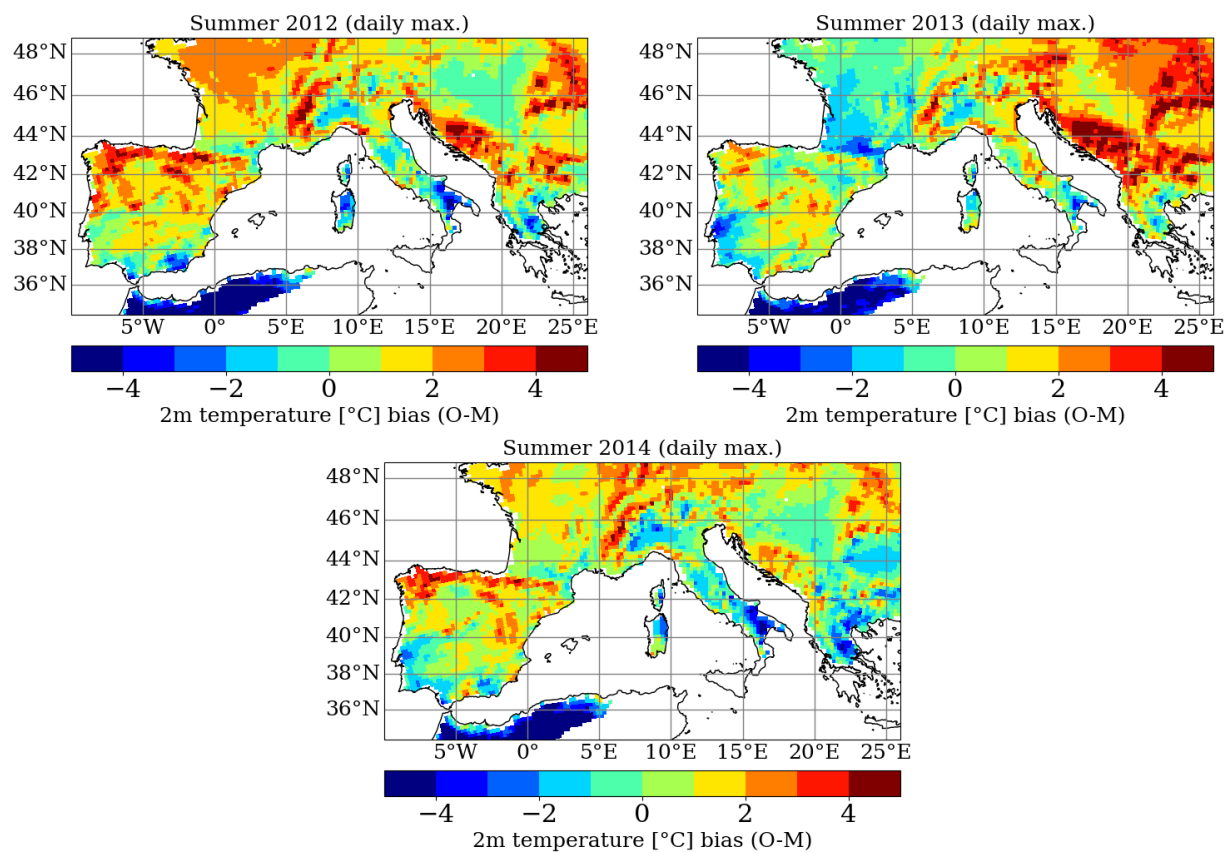 Summer 2012 (daily max.)
48°N
46°N
44°N
42°N
40°N
38°N
36°N
5°W 0° 5°E 10°E 15°E 20°E 25°E
−4 −2 0 2 4
2m temperature [°C] bias (O-M)
Summer 2013 (daily max.)
48°N
46°N
44°N
42°N
40°N
38°N
36°N
5°W 0° 5°E 10°E 15°E 20°E 25°E
−4 −2 0 2 4
2m temperature [°C] bias (O-M)
Summer 2014 (daily max.)
48°N
46°N
44°N
42°N
40°N
38°N
36°N
5°W 0° 5°E 10°E 15°E 20°E 25°E
−4 −2 0 2 4
2m temperature [°C] bias (O-M)